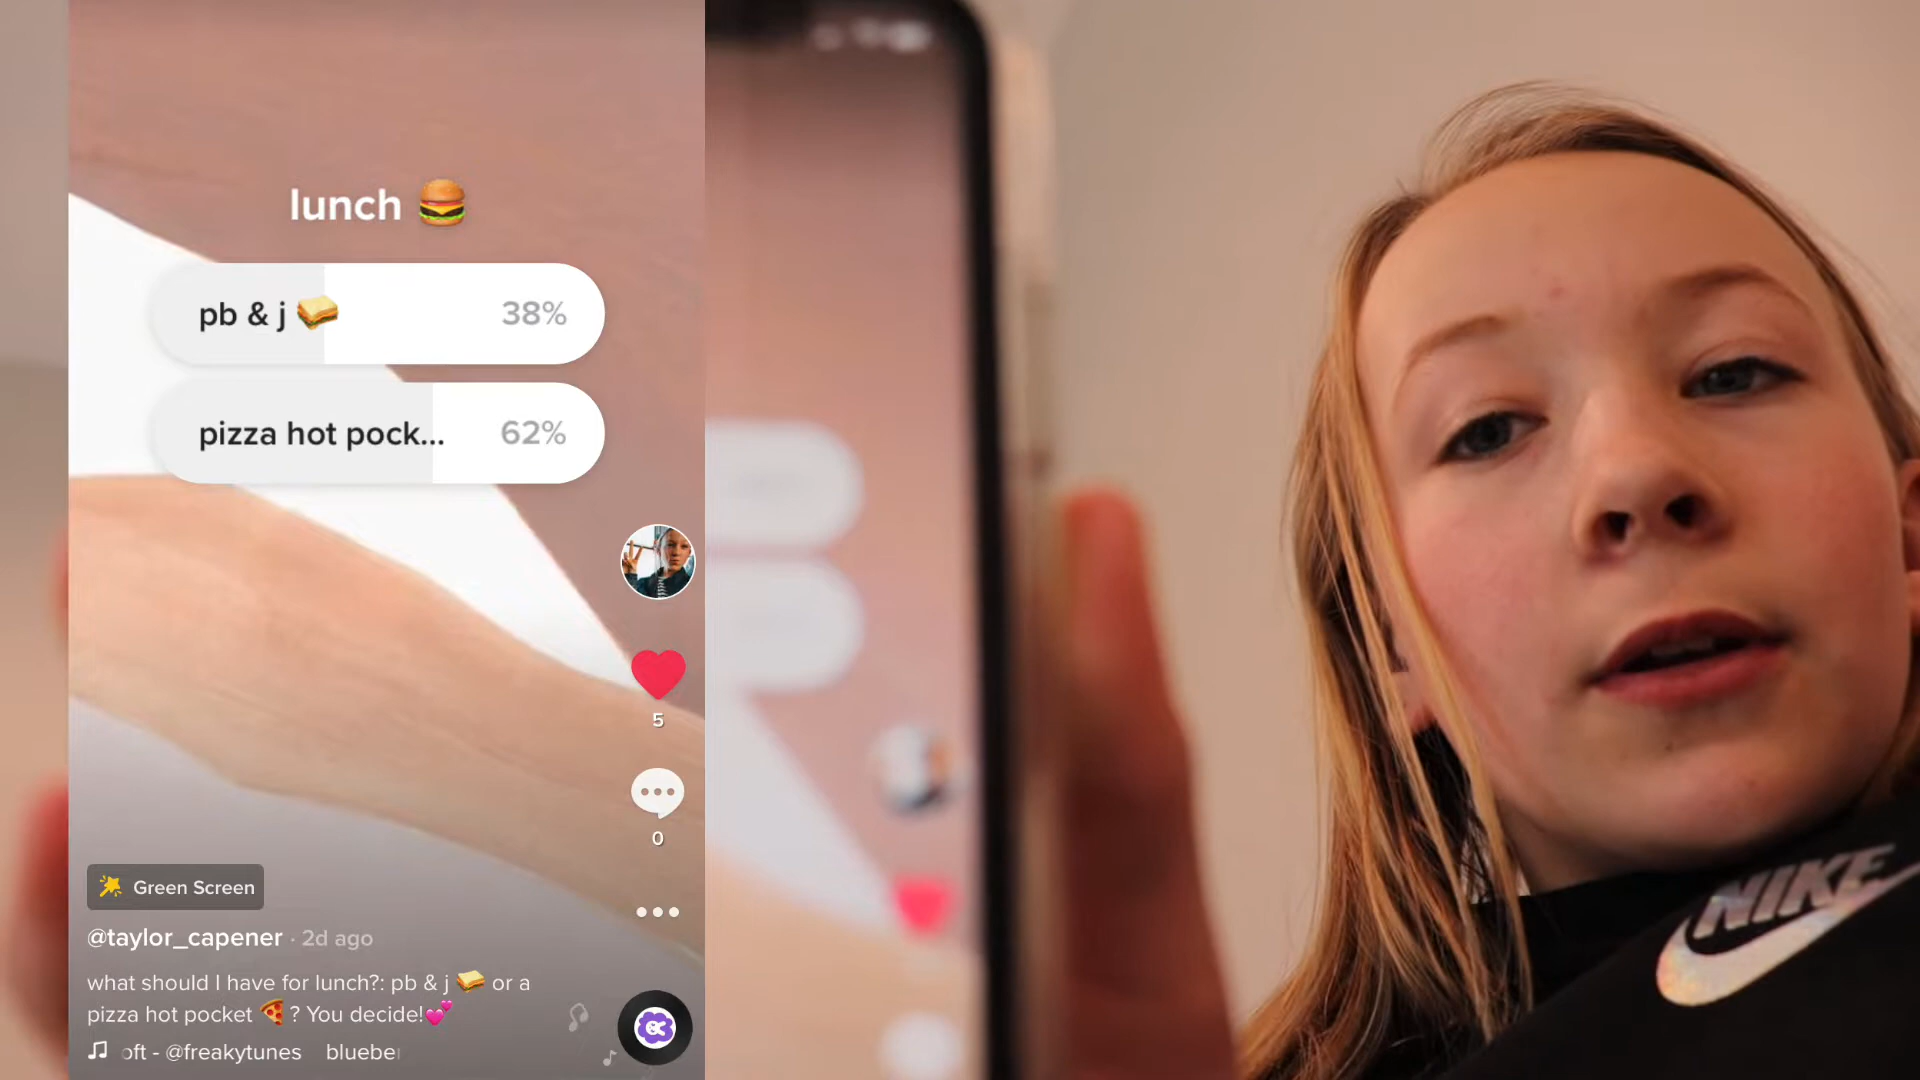 lunch 🍔
pb & j 🥪 38%
pizza hot pock... 62%
5
0
Green Screen
@taylor_capener · 2d ago
what should I have for lunch?: pb & j 🥪 or a
pizza hot pocket 🍕? You decide!💕
oft - @freakytunes bluebe
NIKE